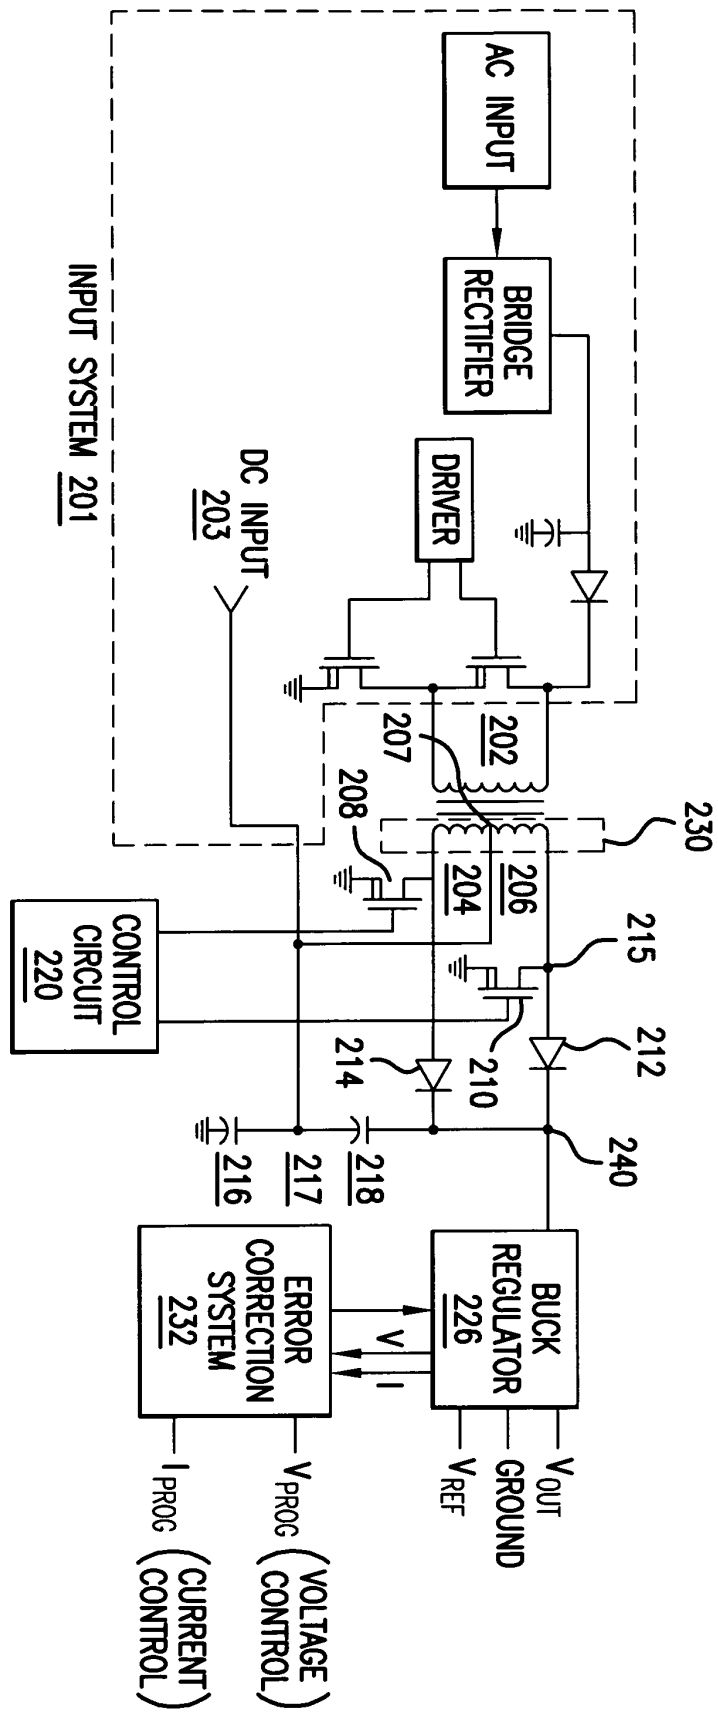 AC INPUT
BRIDGE
RECTIFIER
DRIVER
DC INPUT
203
INPUT SYSTEM 201
202
207
208
230
204
206
215
210
212
214
240
CONTROL
CIRCUIT
220
216
217
218
BUCK
REGULATOR
226
V
I
ERROR
CORRECTION
SYSTEM
232
VOUT
GROUND
VREF
VPROG (VOLTAGE
CONTROL)
IPROG (CURRENT
CONTROL)